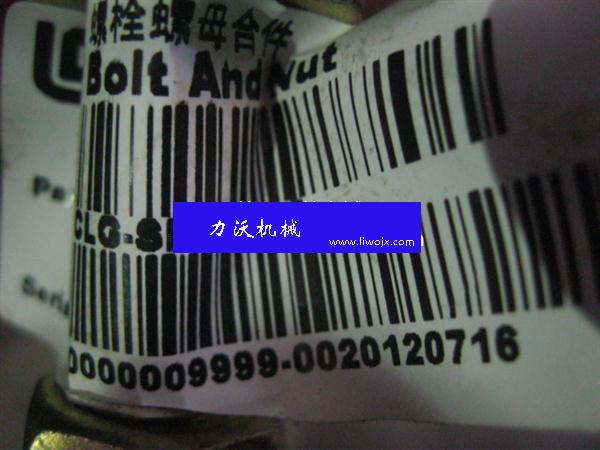 螺栓螺母合件
Bolt And Nut
CLG-S
力沃机械
www.liwojx.com
Seria
0000009999-0020120716